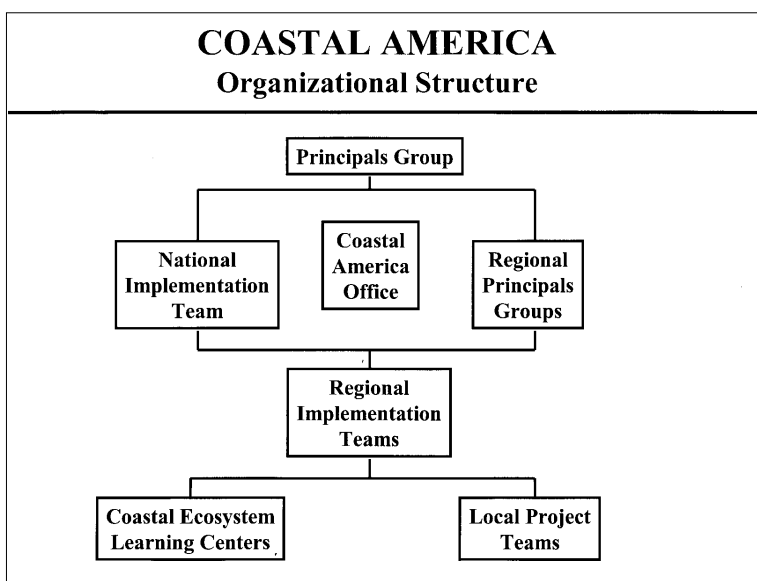 COASTAL AMERICA
Organizational Structure
Principals Group
National
Implementation
Team
Coastal
America
Office
Regional
Principals
Groups
Regional
Implementation
Teams
Coastal Ecosystem
Learning Centers
Local Project
Teams